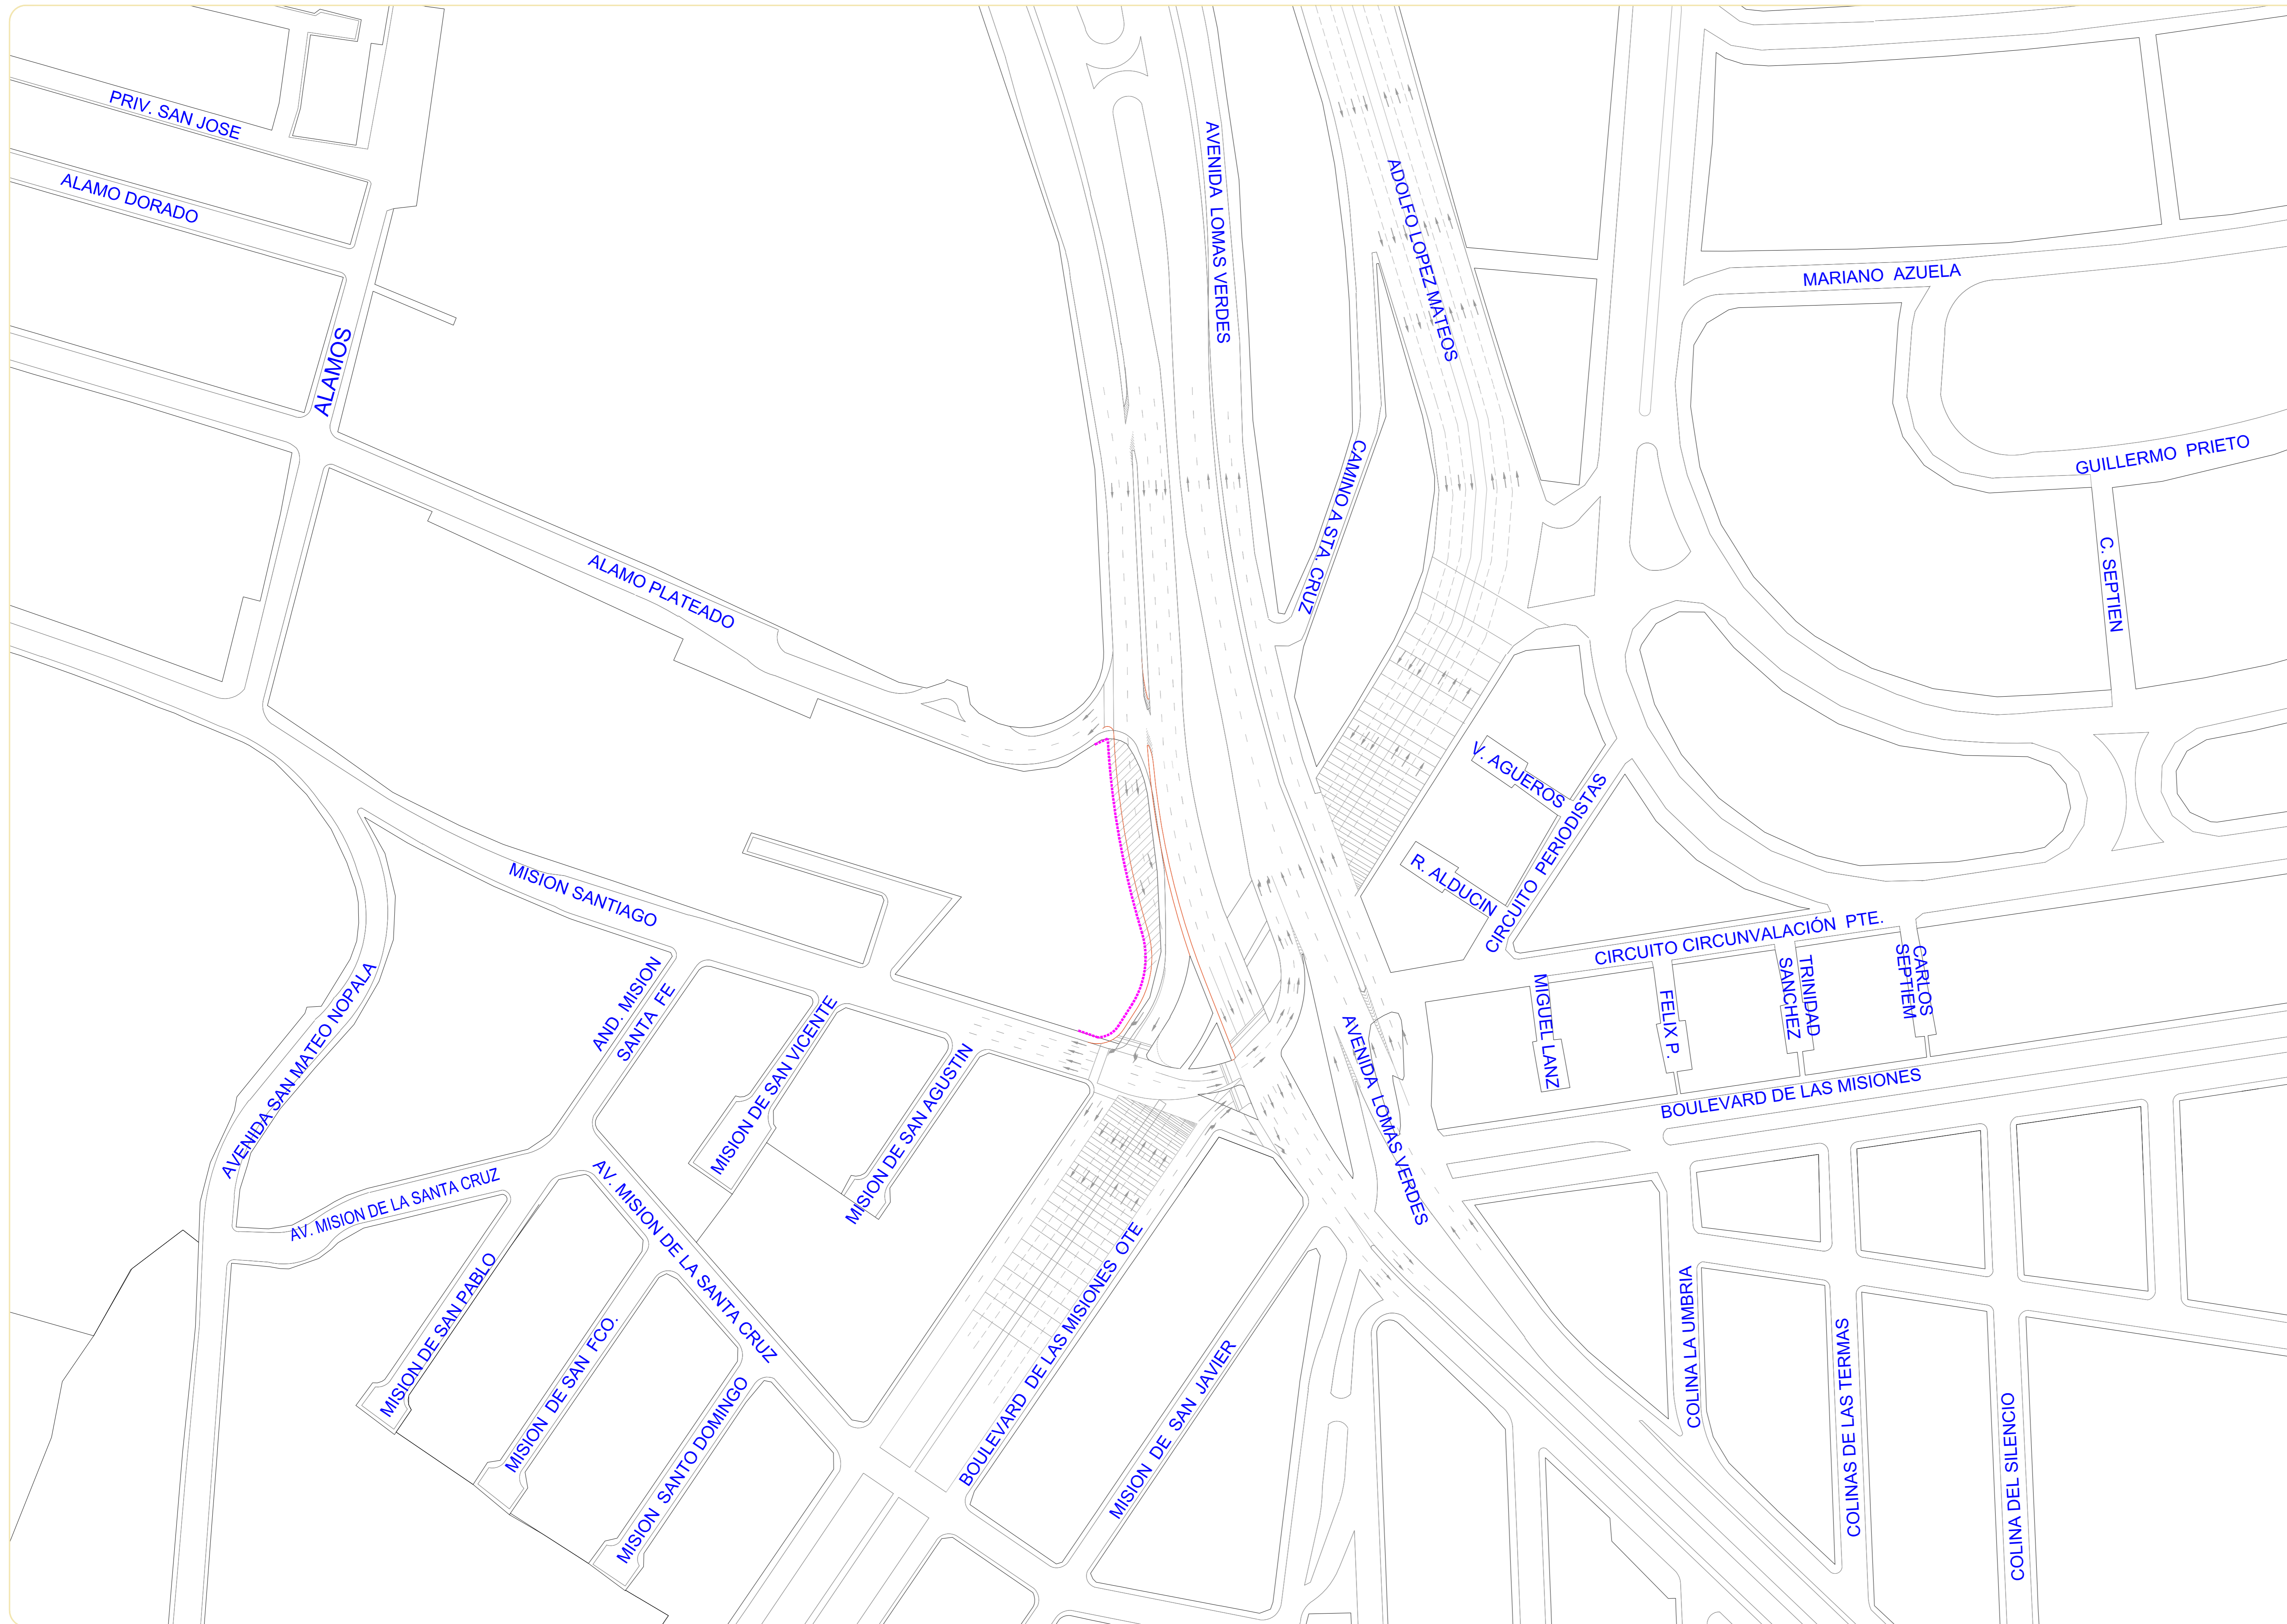 PRIV. SAN JOSE
ALAMO DORADO
ALAMOS
AVENIDA LOMAS VERDES
ADOLFO LOPEZ MATEOS
MARIANO AZUELA
GUILLERMO PRIETO
C. SEPTIEN
CAMINO A STA. CRUZ
ALAMO PLATEADO
V. AGUEROS
R. ALDUCIN
CIRCUITO PERIODISTAS
CIRCUITO CIRCUNVALACIÓN PTE.
MISION SANTIAGO
AVENIDA SAN MATEO NOPALA
AND. MISION
SANTA FE
MISION DE SAN VICENTE
MISION DE SAN AGUSTIN
MIGUEL LANZ
FELIX P.
TRINIDAD
SANCHEZ
CARLOS
SEPTIEM
AVENIDA LOMAS VERDES
BOULEVARD DE LAS MISIONES
AV. MISION DE LA SANTA CRUZ
AV. MISION DE LA SANTA CRUZ
MISION DE SAN PABLO
MISION DE SAN FCO.
MISION SANTO DOMINGO
BOULEVARD DE LAS MISIONES OTE
MISION DE SAN JAVIER
COLINA LA UMBRIA
COLINAS DE LAS TERMAS
COLINA DEL SILENCIO